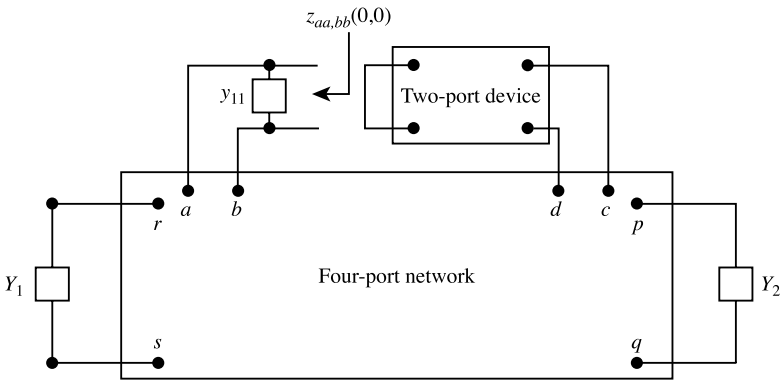 z_{aa,bb}(0,0)
y_{11}
Two-port device
a
b
d
c
r
p
Y_1
Four-port network
Y_2
s
q